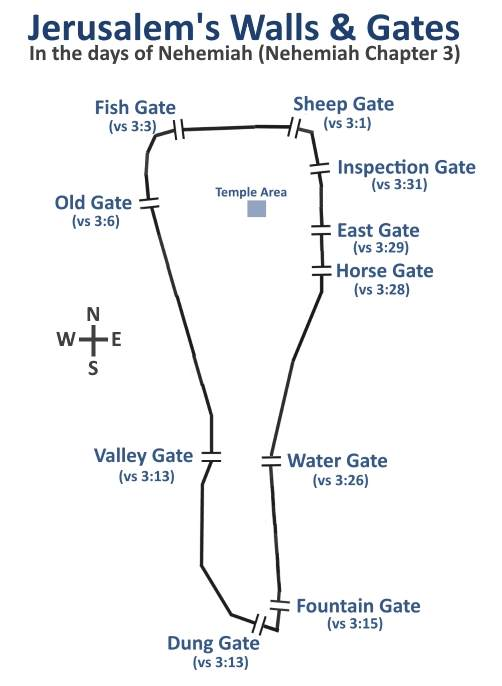 Jerusalem's Walls & Gates
In the days of Nehemiah (Nehemiah Chapter 3)
Fish Gate
(vs 3:3)
Sheep Gate
(vs 3:1)
Inspection Gate
(vs 3:31)
Temple Area
Old Gate
(vs 3:6)
East Gate
(vs 3:29)
Horse Gate
(vs 3:28)
N
W E
S
Valley Gate
(vs 3:13)
Water Gate
(vs 3:26)
Fountain Gate
(vs 3:15)
Dung Gate
(vs 3:13)